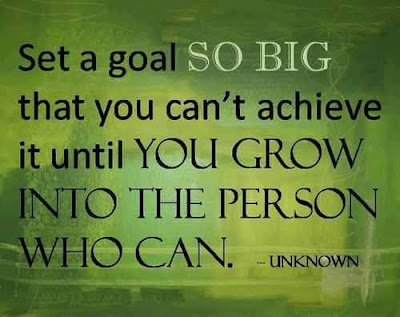 Set a goal SO BIG
that you can't achieve
it until YOU GROW
INTO THE PERSON
WHO CAN. – UNKNOWN